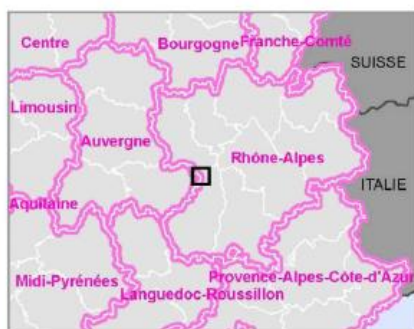 Centre
Bourgogne
Franche-Comté
SUISSE
Limousin
Auvergne
Rhône-Alpes
ITALIE
Aquitaine
Midi-Pyrénées
Languedoc-Roussillon
Provence-Alpes-Côte-d'Azur